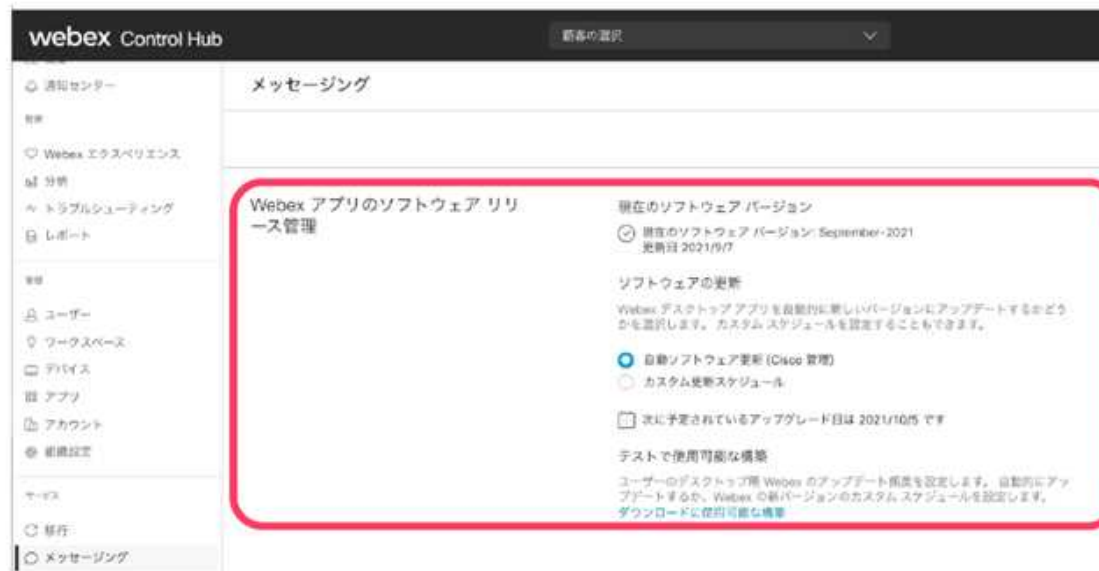 webex Control Hub
顧客の選択
通知センター
メッセージング
Webex エクスペリエンス
分析
トラブルシューティング
レポート
管理
ユーザー
ワークスペース
デバイス
アプリ
アカウント
組織設定
サービス
移行
メッセージング
Webex アプリのソフトウェア リリ
ース管理
現在のソフトウェア バージョン
現在のソフトウェア バージョン: September-2021
更新日 2021/9/7
ソフトウェアの更新
Webex デスクトップ アプリを自動的に新しいバージョンにアップデートするかどう
かを選択します。 カスタム スケジュールを設定することもできます。
自動ソフトウェア更新 (Cisco 管理)
カスタム更新スケジュール
次に予定されているアップグレード日は 2021/10/5 です
テストで使用可能な構築
ユーザーのデスクトップ用 Webex のアップデート頻度を設定します。 自動的にアッ
プデートするか、Webex の新バージョンのカスタム スケジュールを設定します。
ダウンロードに使用可能な構築